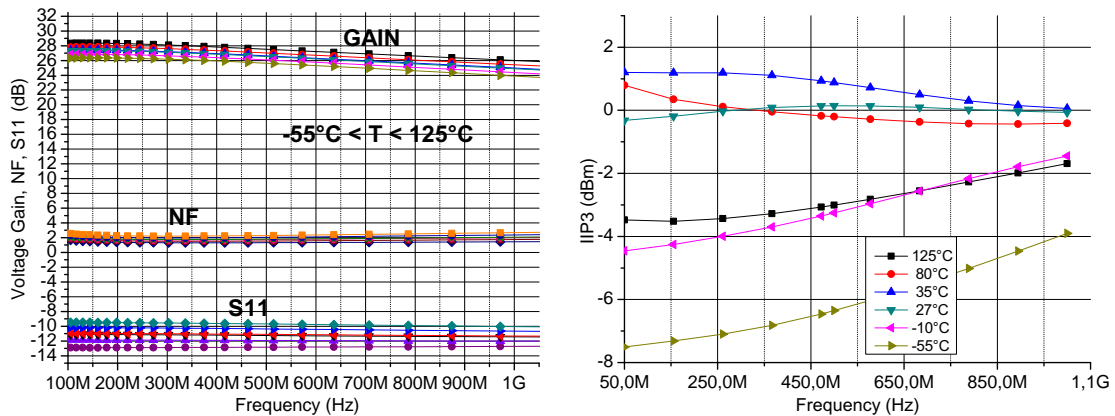 32
30
28
26
24
22
20
18
16
14
12
10
8
6
4
2
0
-2
-4
-6
-8
-10
-12
-14
Voltage Gain, NF, S11 (dB)
GAIN
-55°C < T < 125°C
NF
S11
100M 200M 300M 400M 500M 600M 700M 800M 900M 1G
Frequency (Hz)
2
0
-2
-4
-6
-8
IIP3 (dBm)
125°C
80°C
35°C
27°C
-10°C
-55°C
50,0M 250,0M 450,0M 650,0M 850,0M 1,1G
Frequency (Hz)